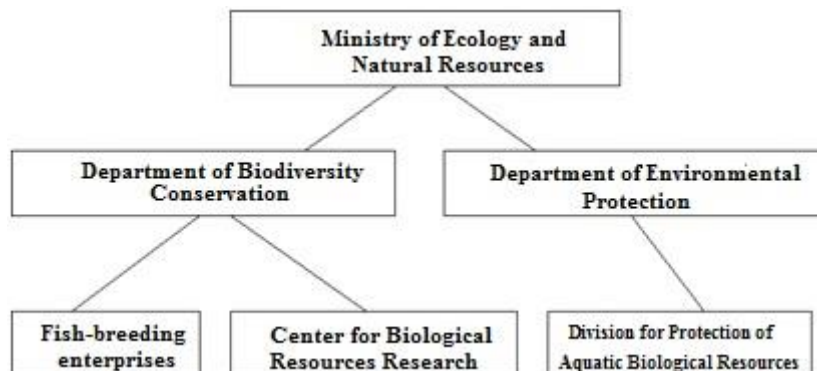 Ministry of Ecology and
Natural Resources
Department of Biodiversity
Conservation
Department of Environmental
Protection
Fish-breeding
enterprises
Center for Biological
Resources Research
Division for Protection of
Aquatic Biological Resources